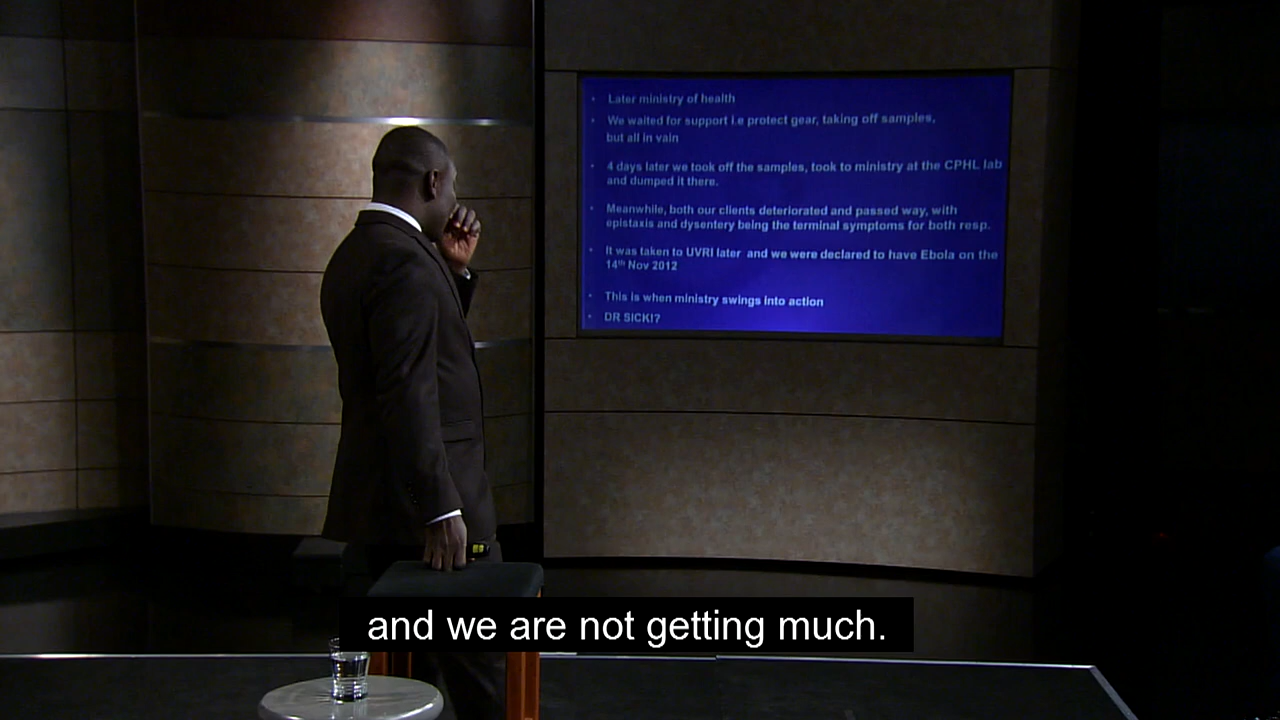 Later ministry of health
We waited for support i.e protect gear, taking off samples,
but all in vain
4 days later we took off the samples, took to ministry at the CPHL lab
and dumped it there.
Meanwhile, both our clients deteriorated and passed way, with
epistaxis and dysentery being the terminal symptoms for both resp.
It was taken to UVRI later and we were declared to have Ebola on the
14th Nov 2012
This is when ministry swings into action
DR SICKI?
and we are not getting much.